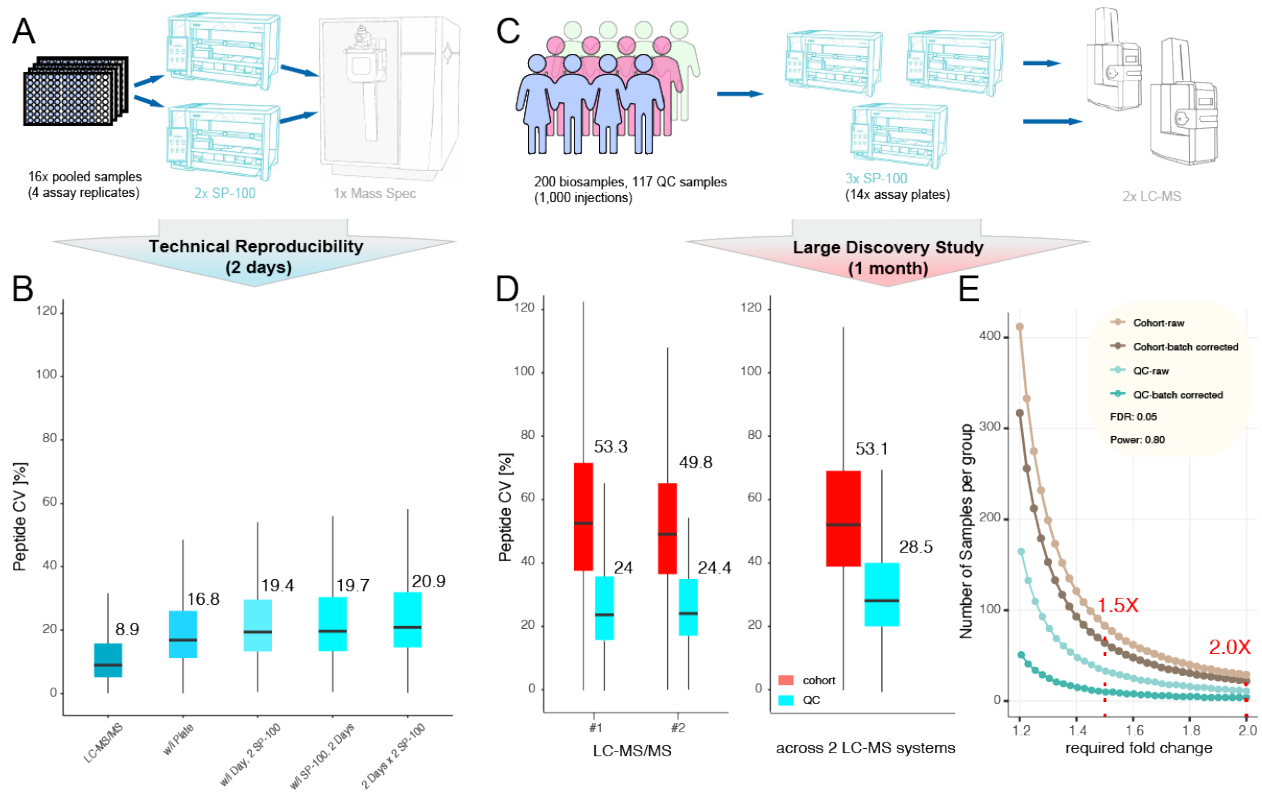 A
16x pooled samples
(4 assay replicates)
2x SP-100
1x Mass Spec
Technical Reproducibility
(2 days)
C
200 biosamples, 117 QC samples
(1,000 injections)
3x SP-100
(14x assay plates)
2x LC-MS
Large Discovery Study
(1 month)
B
Peptide CV [%]
120
100
80
60
40
20
0
8.9
16.8
19.4
19.7
20.9
LC-MS/MS
w/I Plate
w/I Day, 2 SP-100
w/I SP-100, 2 Days
2 Days x 2 SP-100
D
Peptide CV [%]
120
100
80
60
40
20
0
53.3
24
49.8
24.4
#1
#2
LC-MS/MS
120
100
80
60
40
20
0
53.1
28.5
cohort
QC
across 2 LC-MS systems
E
Number of Samples per group
400
300
200
100
0
Cohort-raw
Cohort-batch corrected
QC-raw
QC-batch corrected
FDR: 0.05
Power: 0.80
1.5X
2.0X
1.2
1.4
1.6
1.8
2.0
required fold change